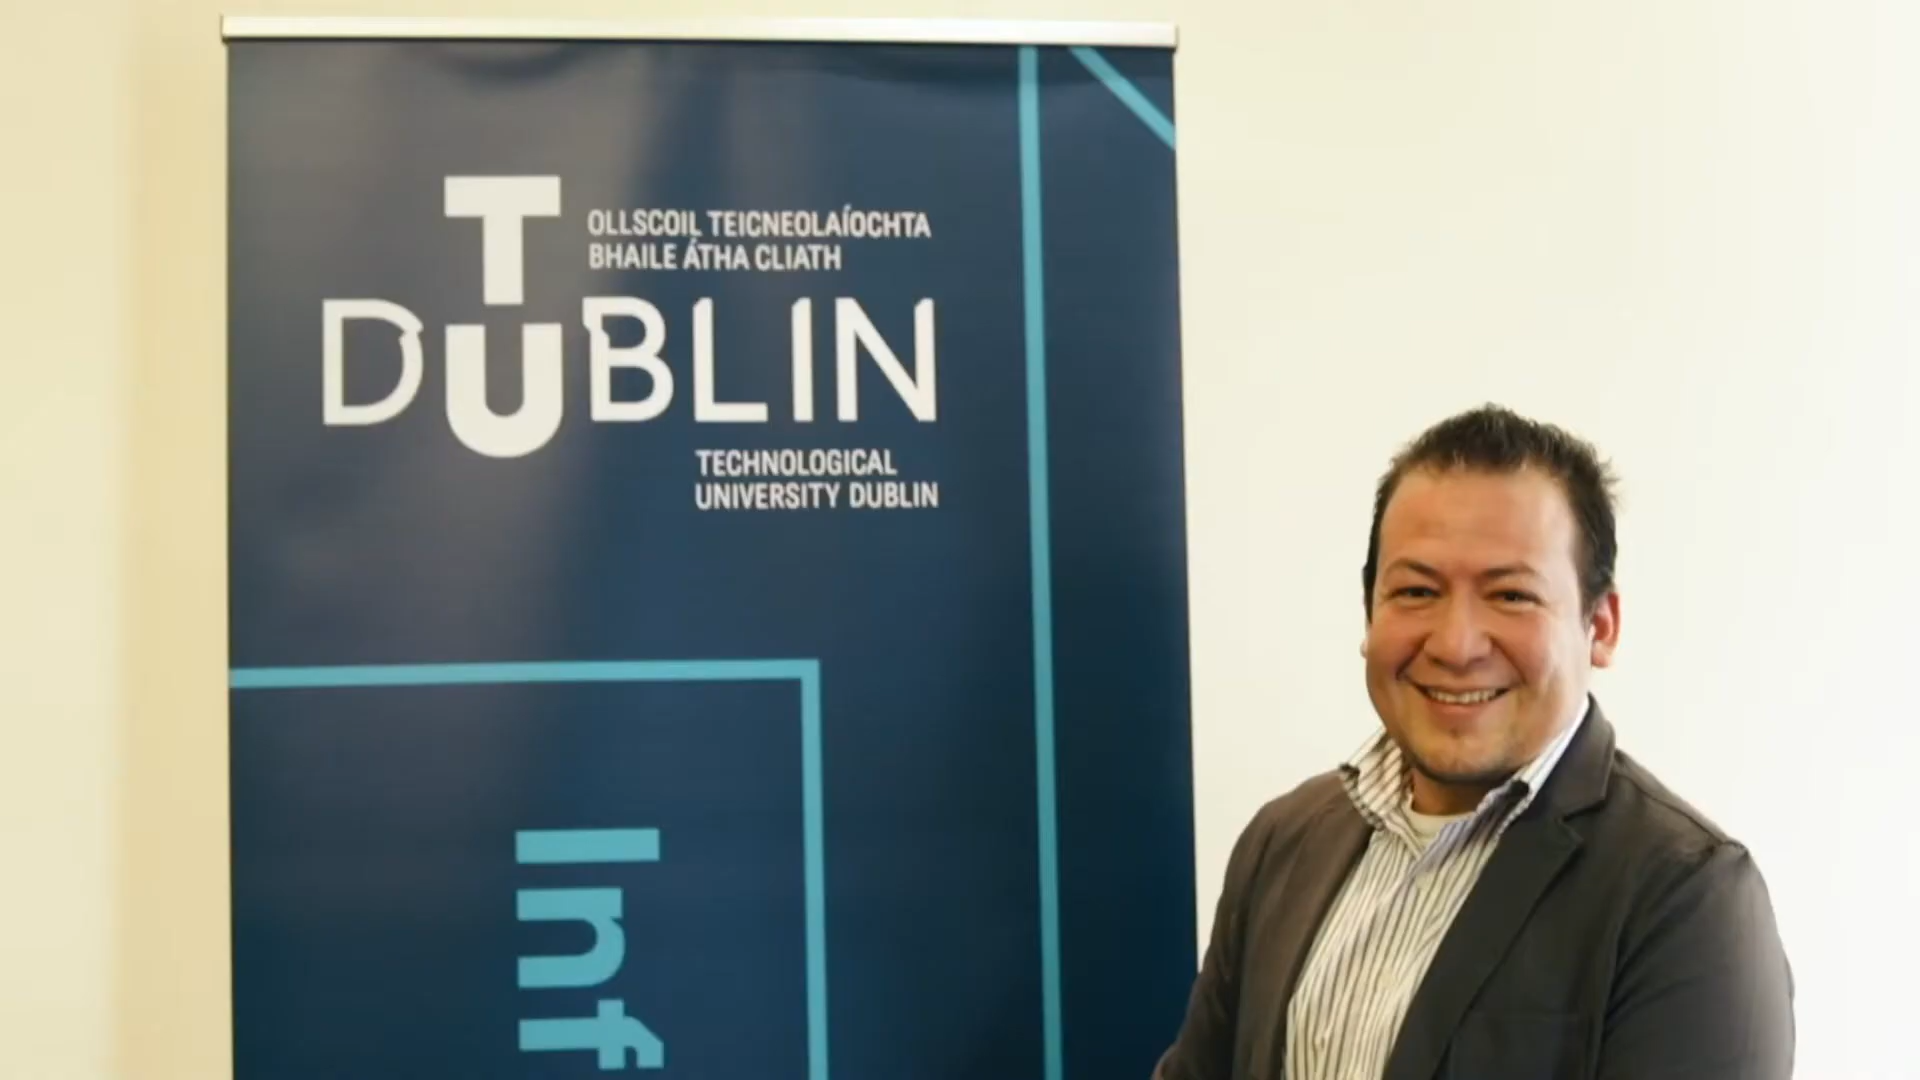 TU
OLLSCOIL TEICNEOLAÍOCHTA
BHAILE ÁTHA CLIATH
DUBLIN
TECHNOLOGICAL
UNIVERSITY DUBLIN
Inf